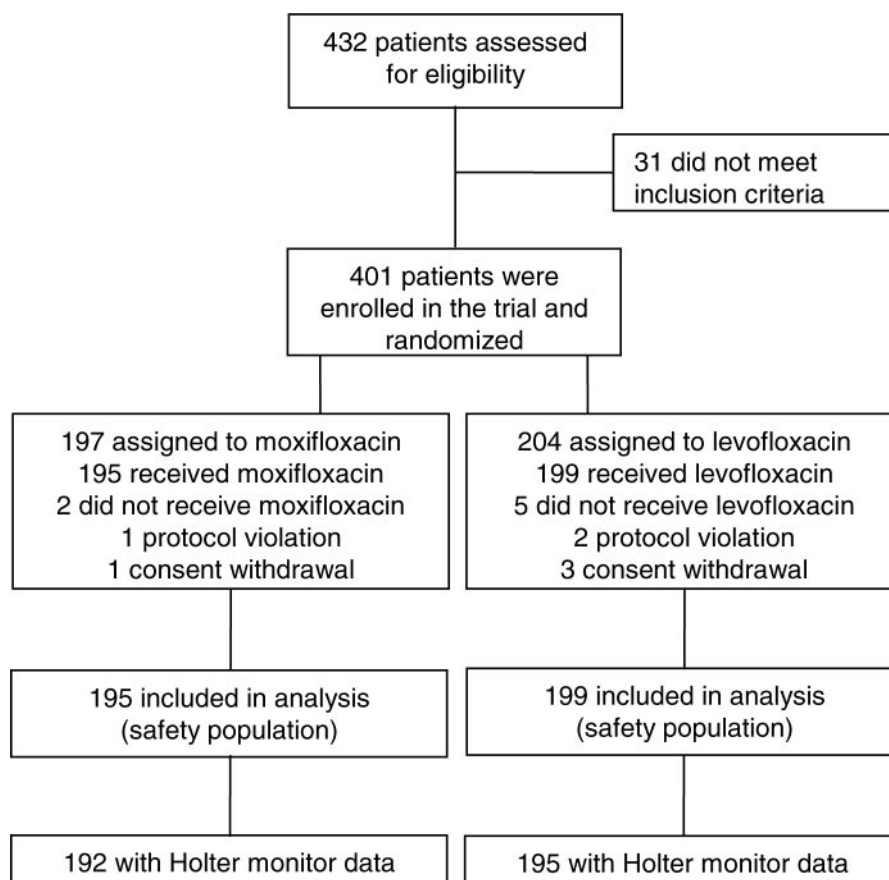 432 patients assessed
for eligibility
31 did not meet
inclusion criteria
401 patients were
enrolled in the trial and
randomized
197 assigned to moxifloxacin
195 received moxifloxacin
2 did not receive moxifloxacin
1 protocol violation
1 consent withdrawal
204 assigned to levofloxacin
199 received levofloxacin
5 did not receive levofloxacin
2 protocol violation
3 consent withdrawal
195 included in analysis
(safety population)
199 included in analysis
(safety population)
192 with Holter monitor data
195 with Holter monitor data